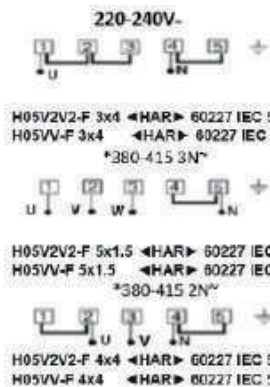 220-240V~
1 2 3 4 5
U N
H05V2V2-F 3x4 ◄HAR► 60227 IEC
H05VV-F 3x4 ◄HAR► 60227 IEC
*380-415 3N~
1 2 3 4 5
U V W N
H05V2V2-F 5x1.5 ◄HAR► 60227 IEC
H05VV-F 5x1.5 ◄HAR► 60227 IEC
*380-415 2N~
1 2 3 4 5
U V N
H05V2V2-F 4x4 ◄HAR► 60227 IEC
H05VV-F 4x4 ◄HAR► 60227 IEC